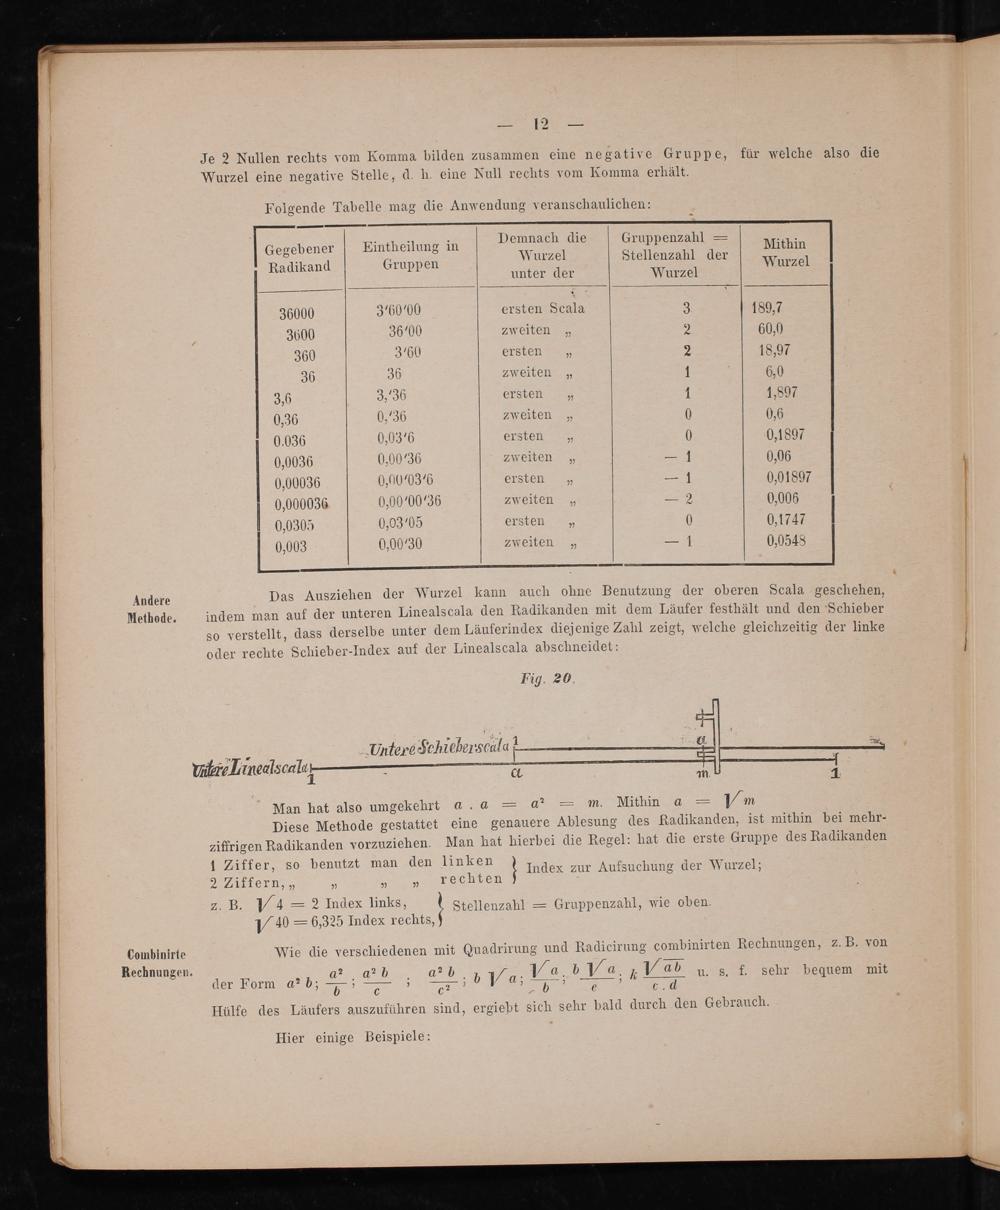 — 12 —
Je 2 Nullen rechts vom Komma bilden zusammen eine negative Gruppe, für welche also die
Wurzel eine negative Stelle, d. h. eine Null rechts vom Komma erhält.
Folgende Tabelle mag die Anwendung veranschaulichen:
Gegebener Radikand | Eintheilung in Gruppen | Demnach die Wurzel unter der | Gruppenzahl = Stellenzahl der Wurzel | Mithin Wurzel
36000 | 3′60′00 | ersten Scala | 3 | 189,7
3600 | 36′00 | zweiten „ | 2 | 60,0
360 | 3′60 | ersten „ | 2 | 18,97
36 | 36 | zweiten „ | 1 | 6,0
3,6 | 3,′36 | ersten „ | 1 | 1,897
0,36 | 0,′36 | zweiten „ | 0 | 0,6
0.036 | 0,03′6 | ersten „ | 0 | 0,1897
0,0036 | 0,00′36 | zweiten „ | — 1 | 0,06
0,00036 | 0,00′03′6 | ersten „ | — 1 | 0,01897
0,000036 | 0,00′00′36 | zweiten „ | — 2 | 0,006
0,0305 | 0,03′05 | ersten „ | 0 | 0,1747
0,003 | 0,00′30 | zweiten „ | — 1 | 0,0548
Andere
Methode.
Das Ausziehen der Wurzel kann auch ohne Benutzung der oberen Scala geschehen,
indem man auf der unteren Linealscala den Radikanden mit dem Läufer festhält und den Schieber
so verstellt, dass derselbe unter dem Läuferindex diejenige Zahl zeigt, welche gleichzeitig der linke
oder rechte Schieber-Index auf der Linealscala abschneidet:
Fig. 20.
Untere Schieberscala 1 a
Untere Linealscala 1 a m 1
Man hat also umgekehrt a . a = a² = m. Mithin a = √m
Diese Methode gestattet eine genauere Ablesung des Radikanden, ist mithin bei mehr-
ziffrigen Radikanden vorzuziehen. Man hat hierbei die Regel: hat die erste Gruppe des Radikanden
1 Ziffer, so benutzt man den linken } Index zur Aufsuchung der Wurzel;
2 Ziffern, „ „ „ „ rechten }
z. B. √4 = 2 Index links, } Stellenzahl = Gruppenzahl, wie oben.
√40 = 6,325 Index rechts, }
Combinirte
Rechnungen.
Wie die verschiedenen mit Quadrirung und Radicirung combinirten Rechnungen, z. B. von
der Form a² b; a²/b ; a² b/c ; a² b/c² ; b √a; √a/b ; b √a/c ; k √ab/c . d u. s. f. sehr bequem mit
Hülfe des Läufers auszuführen sind, ergiebt sich sehr bald durch den Gebrauch.
Hier einige Beispiele: